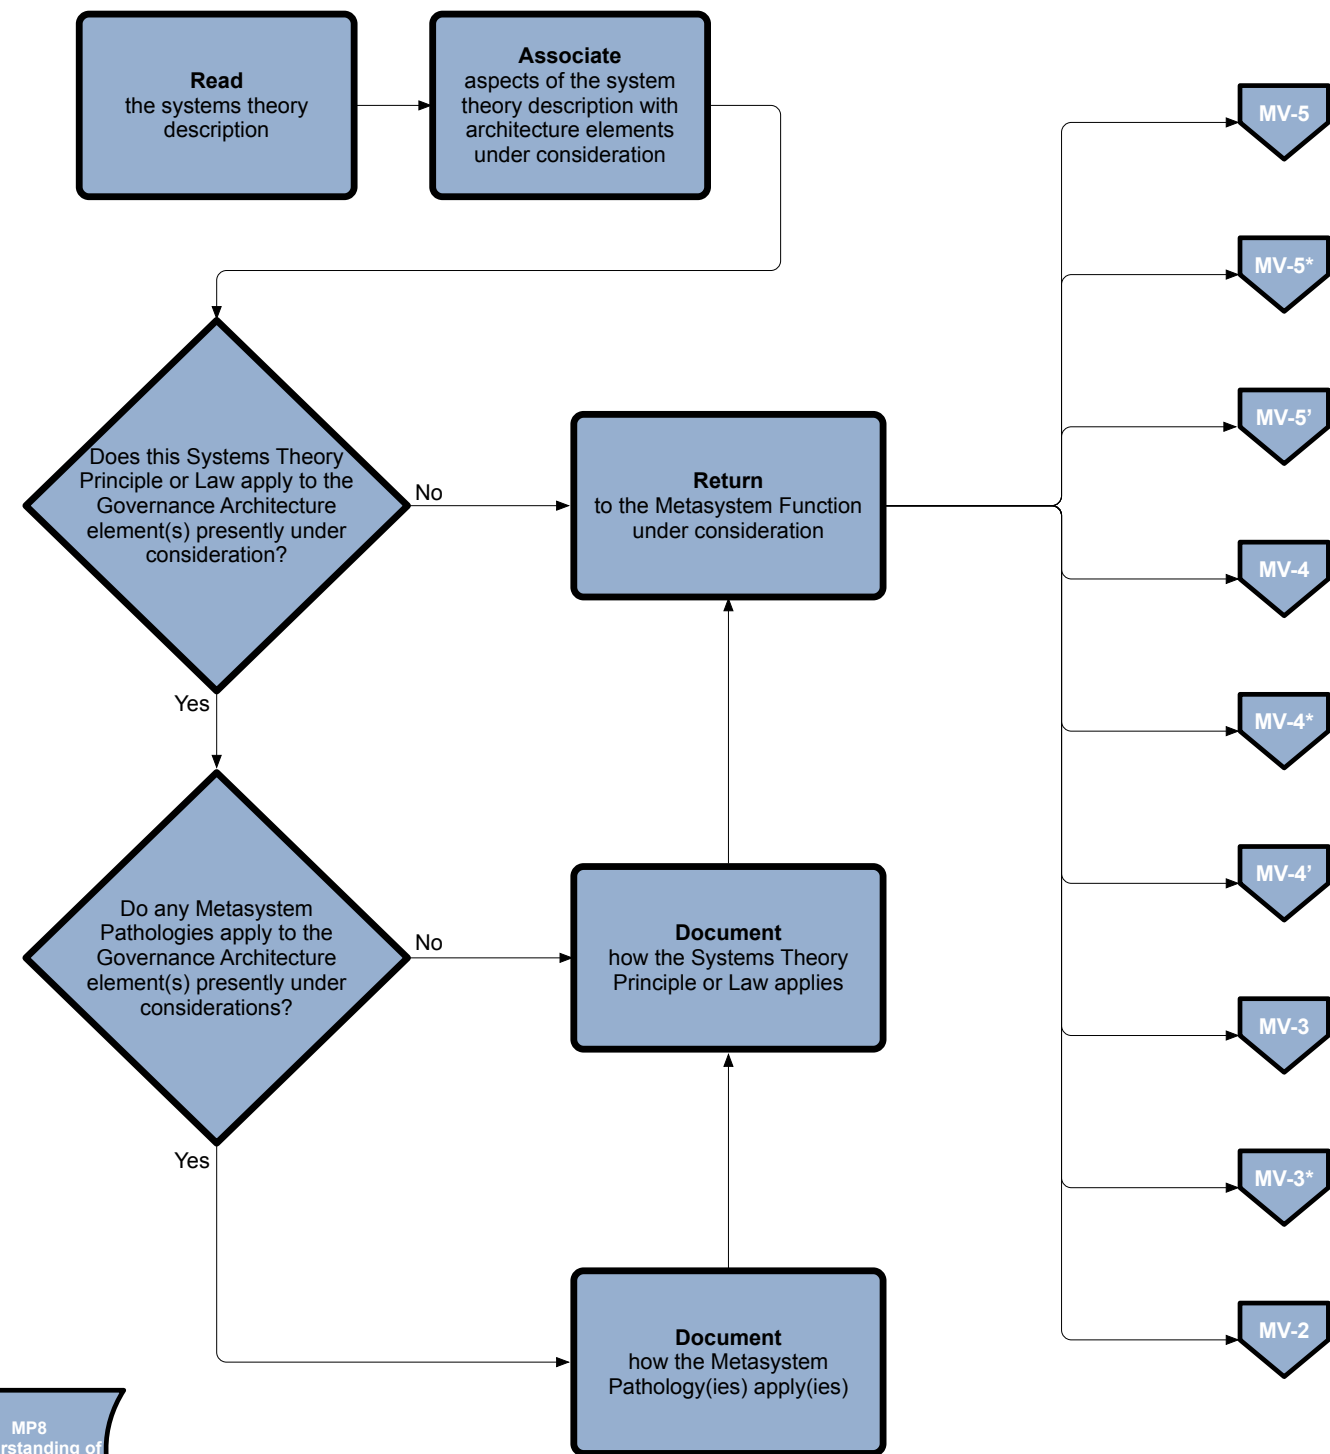 Read
the systems theory
description
Associate
aspects of the system
theory description with
architecture elements
under consideration
Does this Systems Theory
Principle or Law apply to the
Governance Architecture
element(s) presently under
consideration?
No
Yes
Return
to the Metasystem Function
under consideration
Do any Metasystem
Pathologies apply to the
Governance Architecture
element(s) presently under
considerations?
No
Yes
Document
how the Systems Theory
Principle or Law applies
Document
how the Metasystem
Pathology(ies) apply(ies)
MV-5
MV-5*
MV-5’
MV-4
MV-4*
MV-4’
MV-3
MV-3*
MV-2
MP8
of